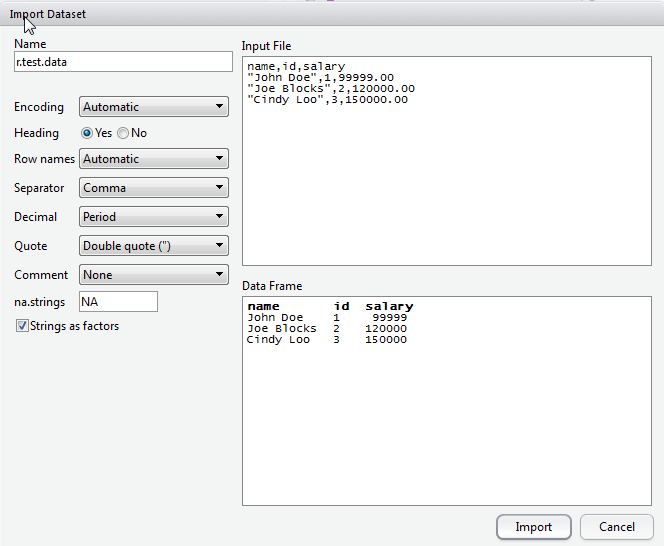 Import Dataset
Name
r.test.data
Encoding Automatic
Heading Yes No
Row names Automatic
Separator Comma
Decimal Period
Quote Double quote (")
Comment None
na.strings NA
Strings as factors
Input File
name,id,salary
"John Doe",1,99999.00
"Joe Blocks",2,120000.00
"Cindy Loo",3,150000.00
Data Frame
name id salary
John Doe 1 99999
Joe Blocks 2 120000
Cindy Loo 3 150000
Import Cancel